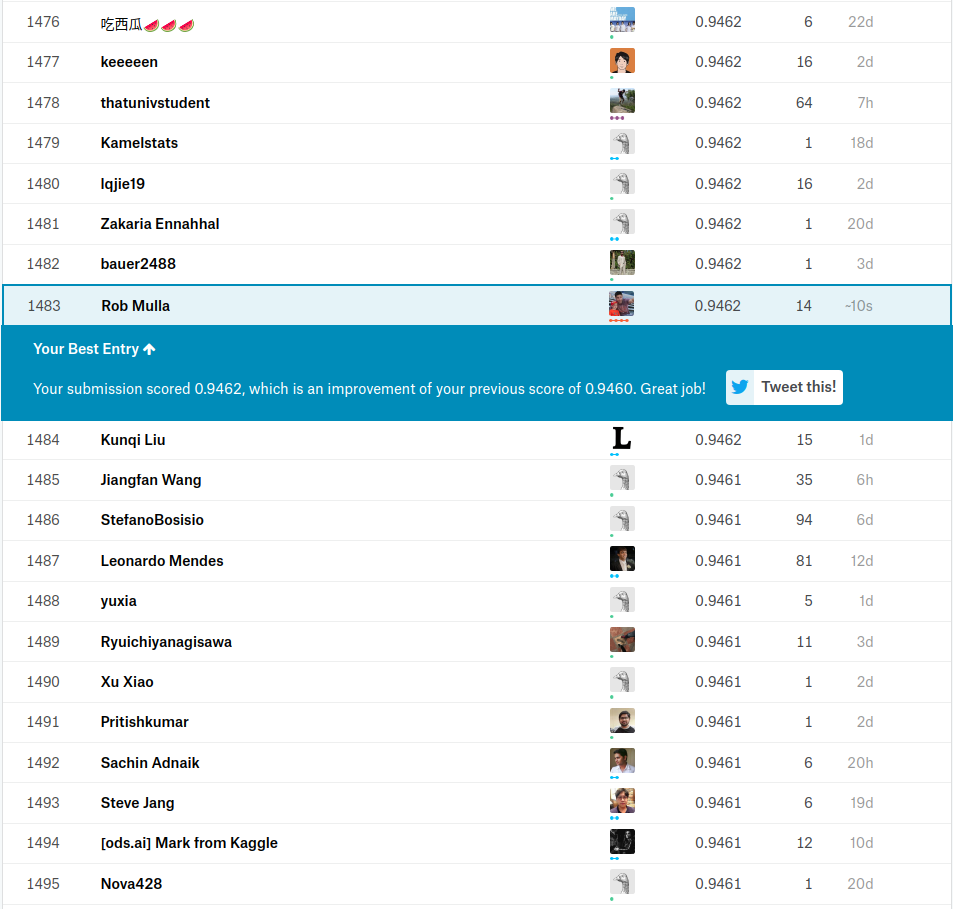 1476 吃西瓜🍉🍉🍉 0.9462 6 22d
1477 keeeeen 0.9462 16 2d
1478 thatunivstudent 0.9462 64 7h
1479 Kamelstats 0.9462 1 18d
1480 lqjie19 0.9462 16 2d
1481 Zakaria Ennahhal 0.9462 1 20d
1482 bauer2488 0.9462 1 3d
1483 Rob Mulla 0.9462 14 ~10s
Your Best Entry ↑
Your submission scored 0.9462, which is an improvement of your previous score of 0.9460. Great job! Tweet this!
1484 Kunqi Liu L 0.9462 15 1d
1485 Jiangfan Wang 0.9461 35 6h
1486 StefanoBosisio 0.9461 94 6d
1487 Leonardo Mendes 0.9461 81 12d
1488 yuxia 0.9461 5 1d
1489 Ryuichiyanagisawa 0.9461 11 3d
1490 Xu Xiao 0.9461 1 2d
1491 Pritishkumar 0.9461 1 2d
1492 Sachin Adnaik 0.9461 6 20h
1493 Steve Jang 0.9461 6 19d
1494 [ods.ai] Mark from Kaggle 0.9461 12 10d
1495 Nova428 0.9461 1 20d